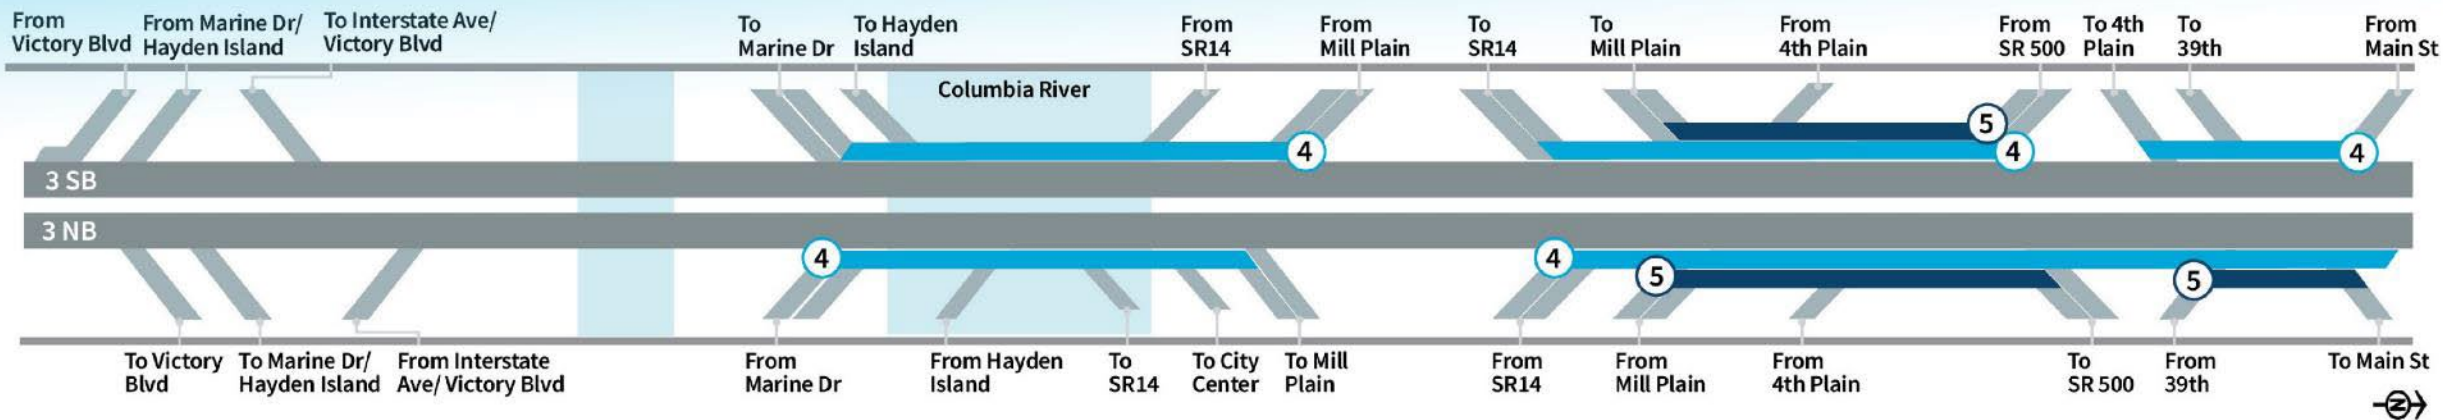 From
Victory Blvd
From Marine Dr/
Hayden Island
To Interstate Ave/
Victory Blvd
To
Marine Dr
To Hayden
Island
From
SR14
From
Mill Plain
To
SR14
To
Mill Plain
From
4th Plain
From
SR 500
To 4th
Plain
To
39th
From
Main St
Columbia River
5
4
4
4
3 SB
3 NB
4
4
5
5
To Victory
Blvd
To Marine Dr/
Hayden Island
From Interstate
Ave/ Victory Blvd
From
Marine Dr
From Hayden
Island
To
SR14
To City
Center
To Mill
Plain
From
SR14
From
Mill Plain
From
4th Plain
To
SR 500
From
39th
To Main St
Z